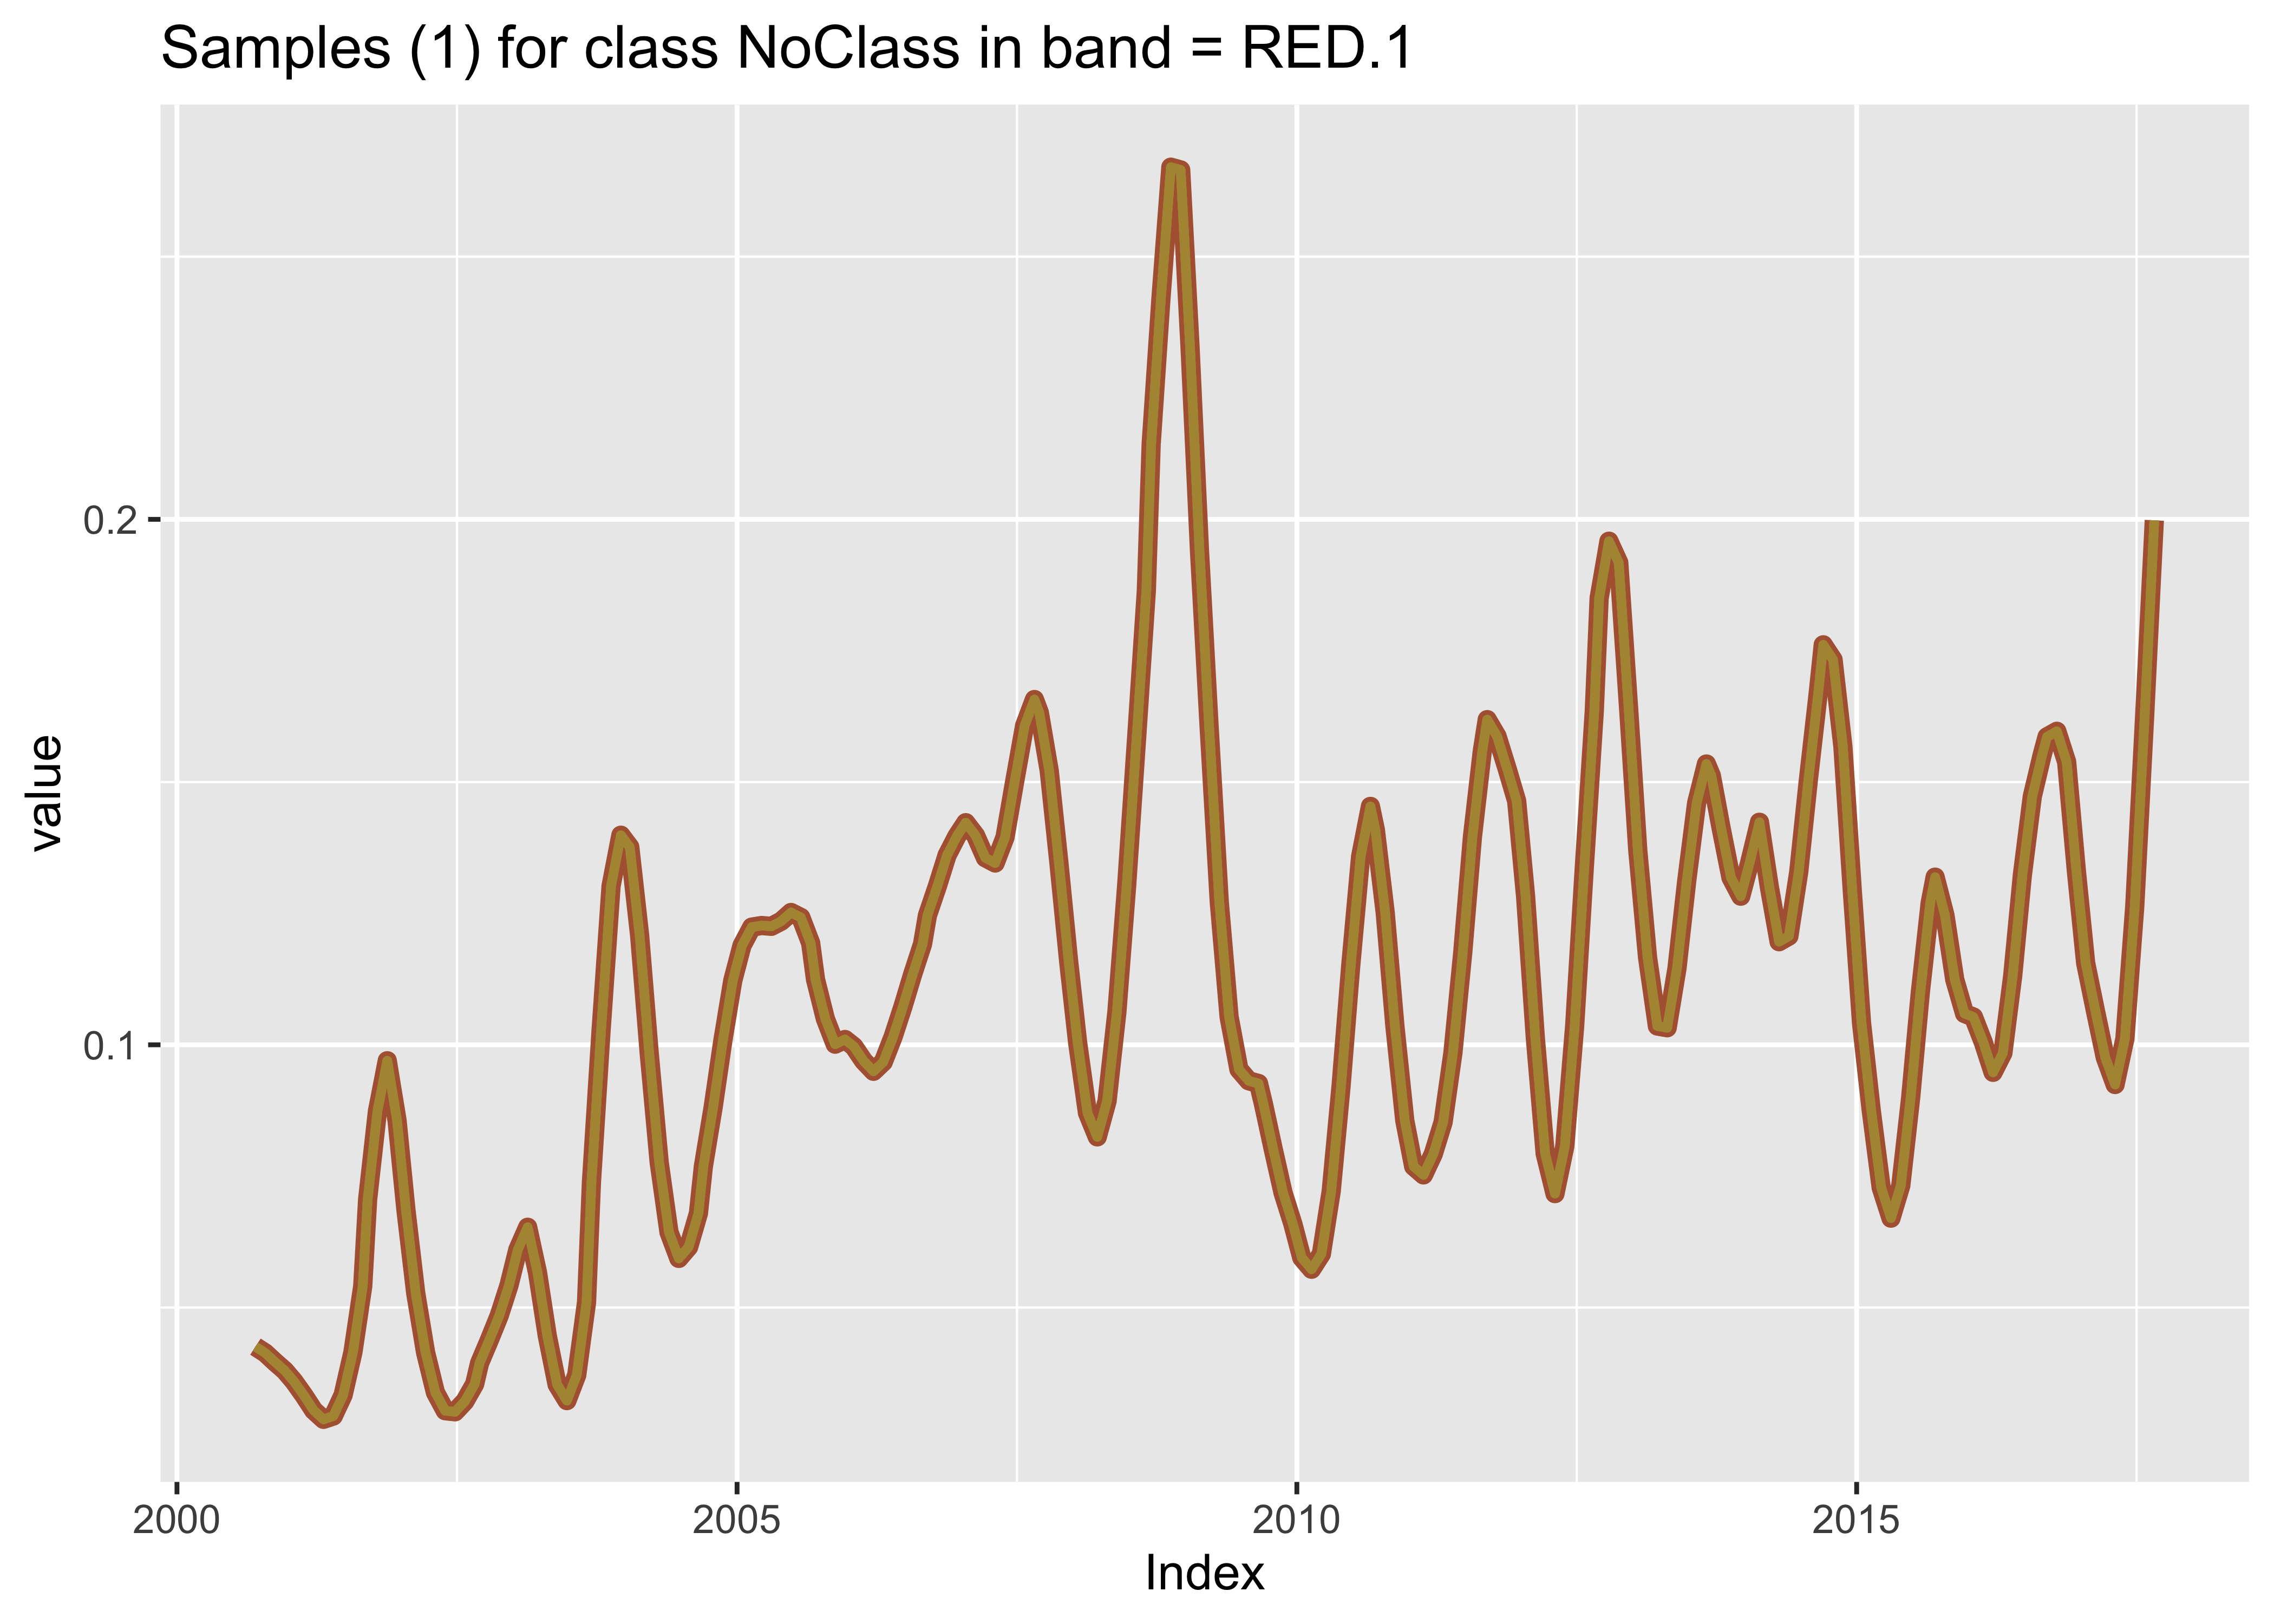 Samples (1) for class NoClass in band = RED.1
value
0.2
0.1
2000
2005
2010
2015
Index